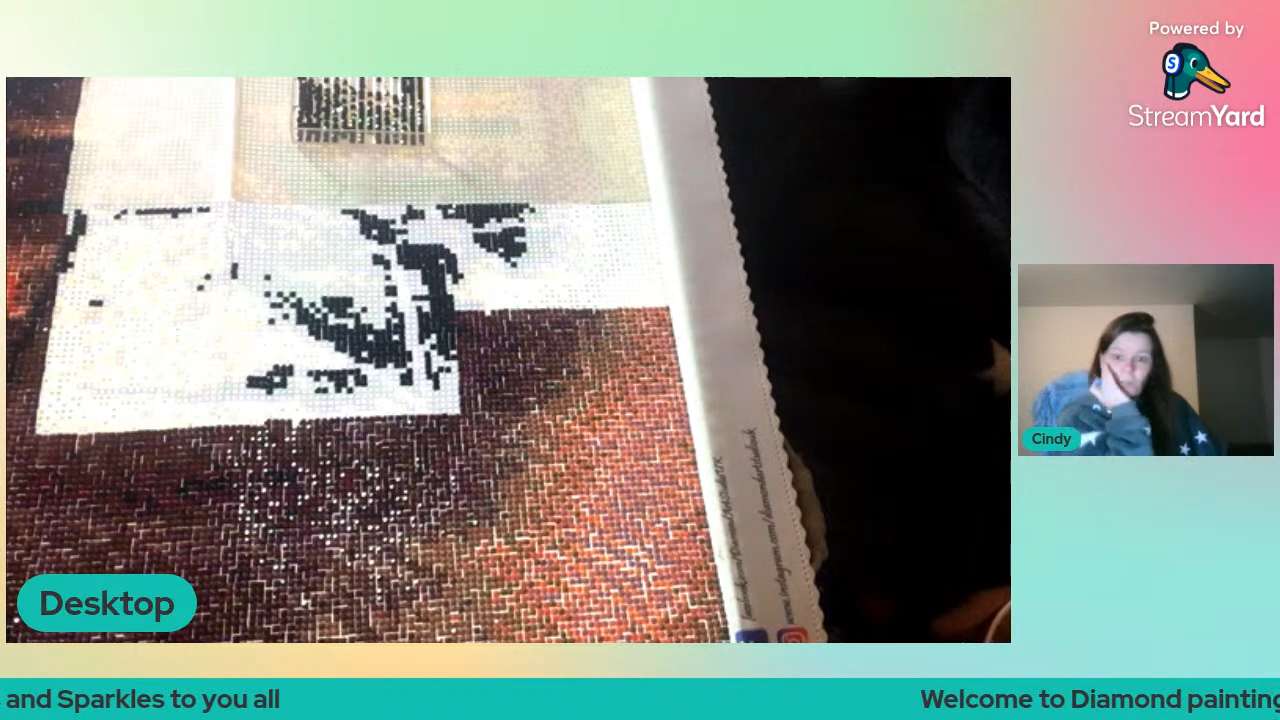 Powered by
S
StreamYard
Cindy
Desktop
and Sparkles to you all
Welcome to Diamond painting